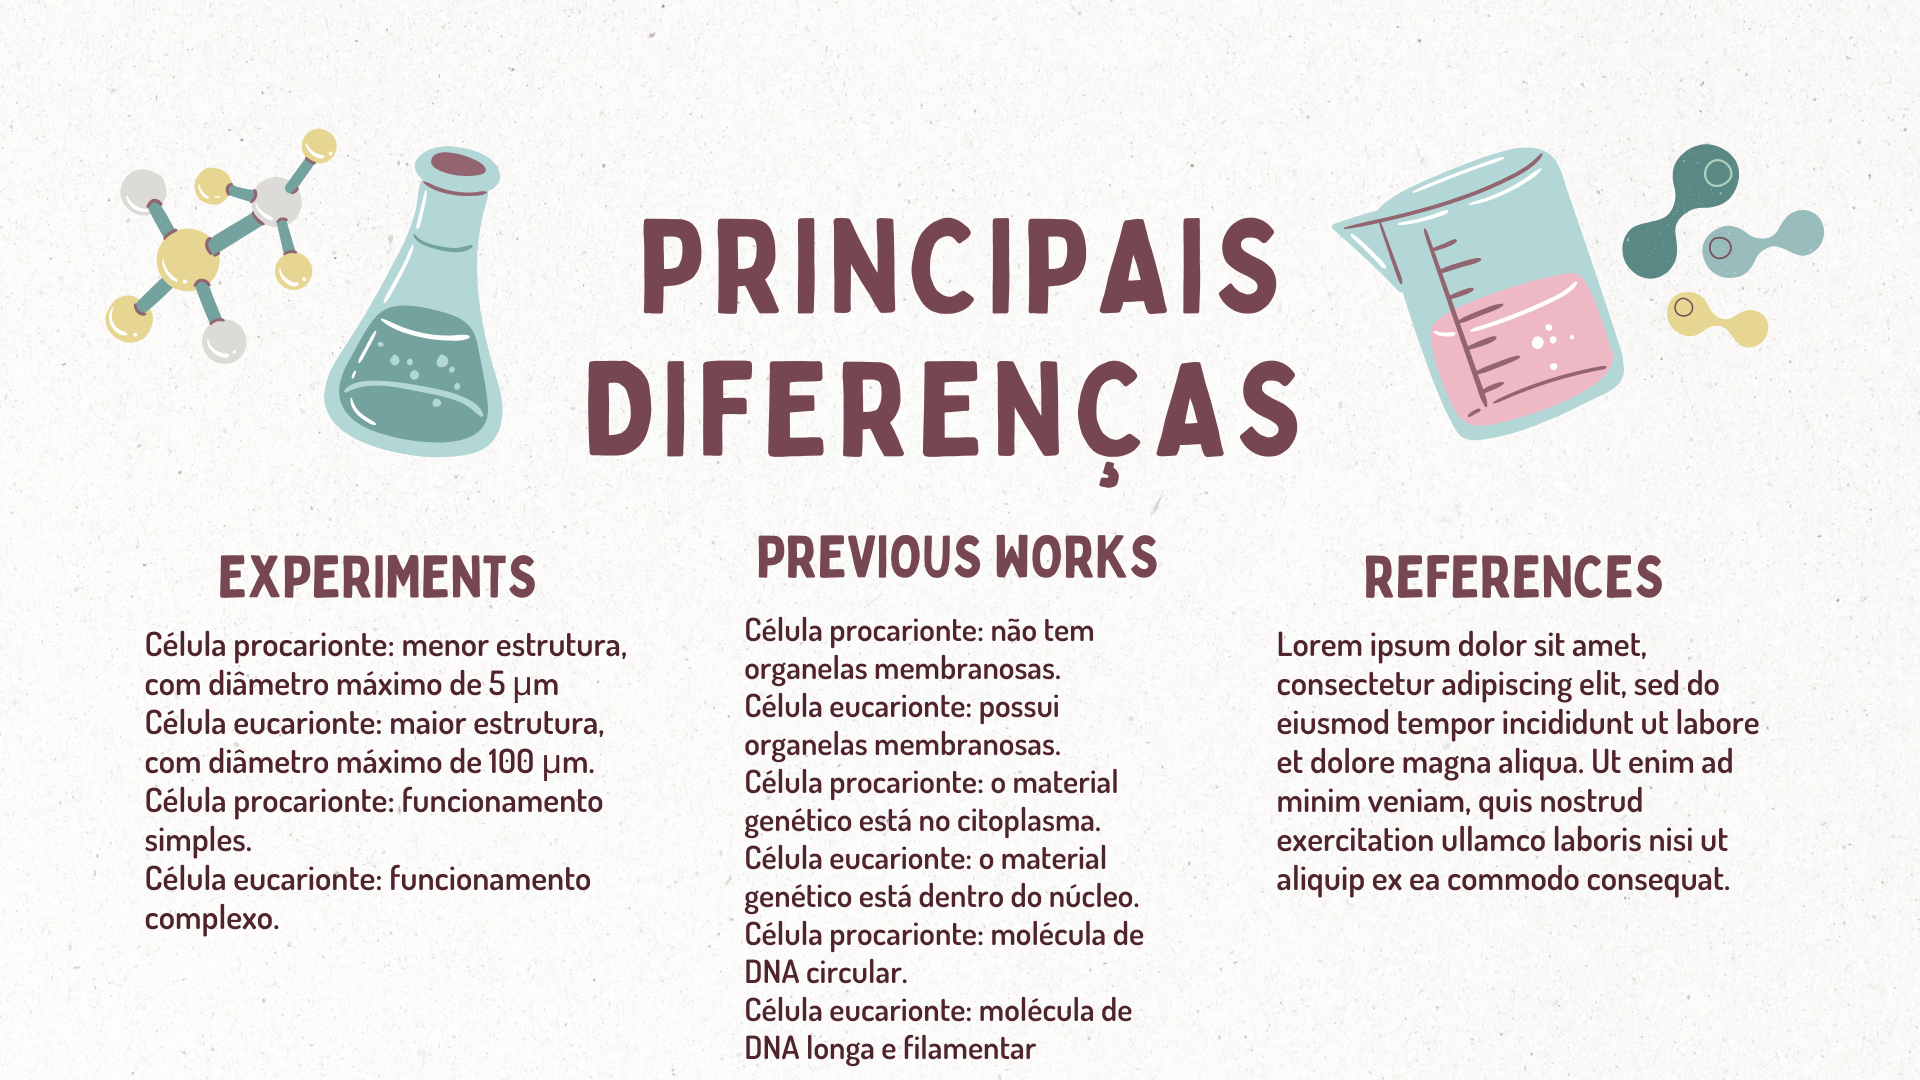 PRINCIPAIS
DIFERENÇAS
EXPERIMENTS
Célula procarionte: menor estrutura,
com diâmetro máximo de 5 µm
Célula eucarionte: maior estrutura,
com diâmetro máximo de 100 µm.
Célula procarionte: funcionamento
simples.
Célula eucarionte: funcionamento
complexo.
PREVIOUS WORKS
Célula procarionte: não tem
organelas membranosas.
Célula eucarionte: possui
organelas membranosas.
Célula procarionte: o material
genético está no citoplasma.
Célula eucarionte: o material
genético está dentro do núcleo.
Célula procarionte: molécula de
DNA circular.
Célula eucarionte: molécula de
DNA longa e filamentar
REFERENCES
Lorem ipsum dolor sit amet,
consectetur adipiscing elit, sed do
eiusmod tempor incididunt ut labore
et dolore magna aliqua. Ut enim ad
minim veniam, quis nostrud
exercitation ullamco laboris nisi ut
aliquip ex ea commodo consequat.